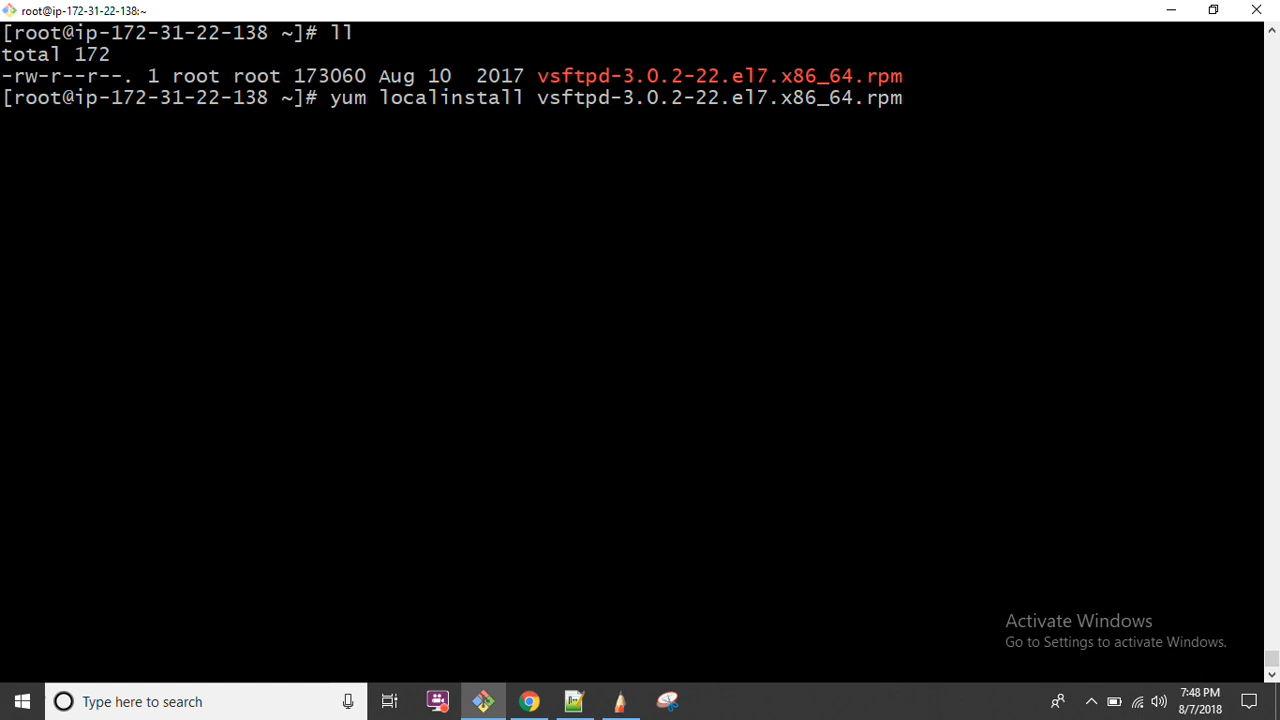 root@ip-172-31-22-138:~
[root@ip-172-31-22-138 ~]# ll
total 172
-rw-r--r--. 1 root root 173060 Aug 10  2017 vsftpd-3.0.2-22.el7.x86_64.rpm
[root@ip-172-31-22-138 ~]# yum localinstall vsftpd-3.0.2-22.el7.x86_64.rpm
Activate Windows
Go to Settings to activate Windows.
Type here to search
7:48 PM
8/7/2018